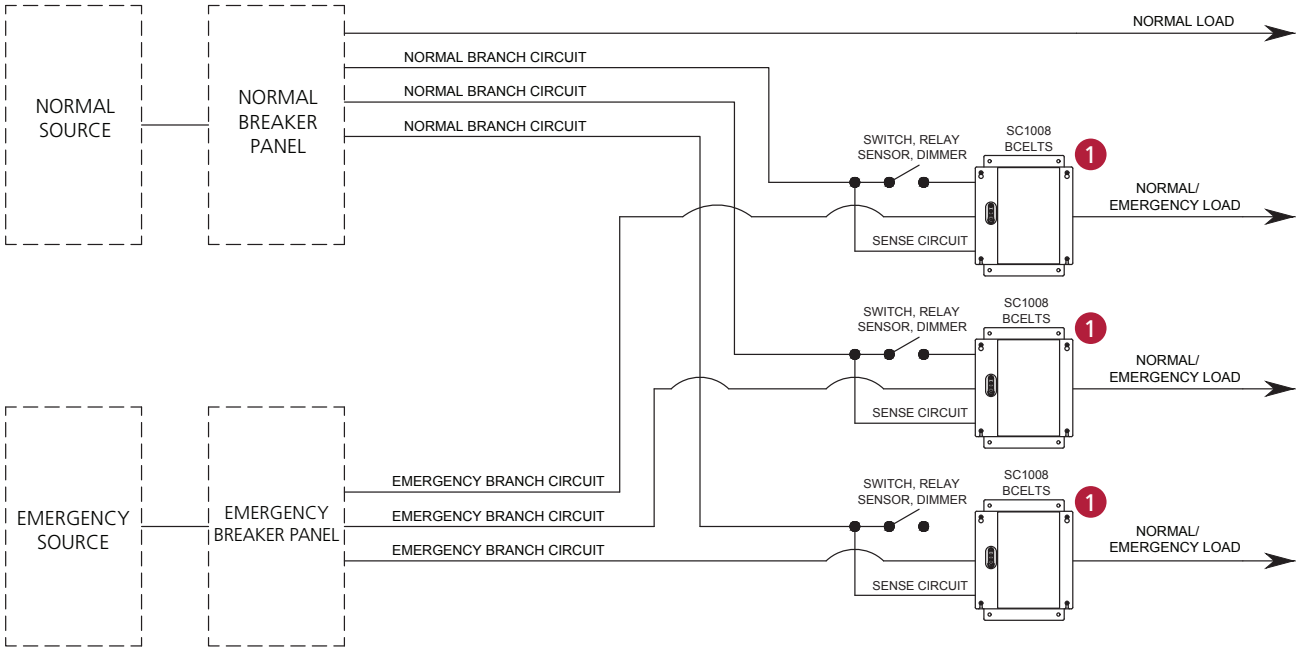 NORMAL LOAD
NORMAL BRANCH CIRCUIT
NORMAL BRANCH CIRCUIT
NORMAL BRANCH CIRCUIT
NORMAL
SOURCE
NORMAL
BREAKER
PANEL
SWITCH, RELAY
SENSOR, DIMMER
SC1008
BCELTS
1
NORMAL/
EMERGENCY LOAD
SENSE CIRCUIT
SWITCH, RELAY
SENSOR, DIMMER
SC1008
BCELTS
1
NORMAL/
EMERGENCY LOAD
SENSE CIRCUIT
EMERGENCY
SOURCE
EMERGENCY
BREAKER PANEL
EMERGENCY BRANCH CIRCUIT
EMERGENCY BRANCH CIRCUIT
EMERGENCY BRANCH CIRCUIT
SWITCH, RELAY
SENSOR, DIMMER
SC1008
BCELTS
1
NORMAL/
EMERGENCY LOAD
SENSE CIRCUIT